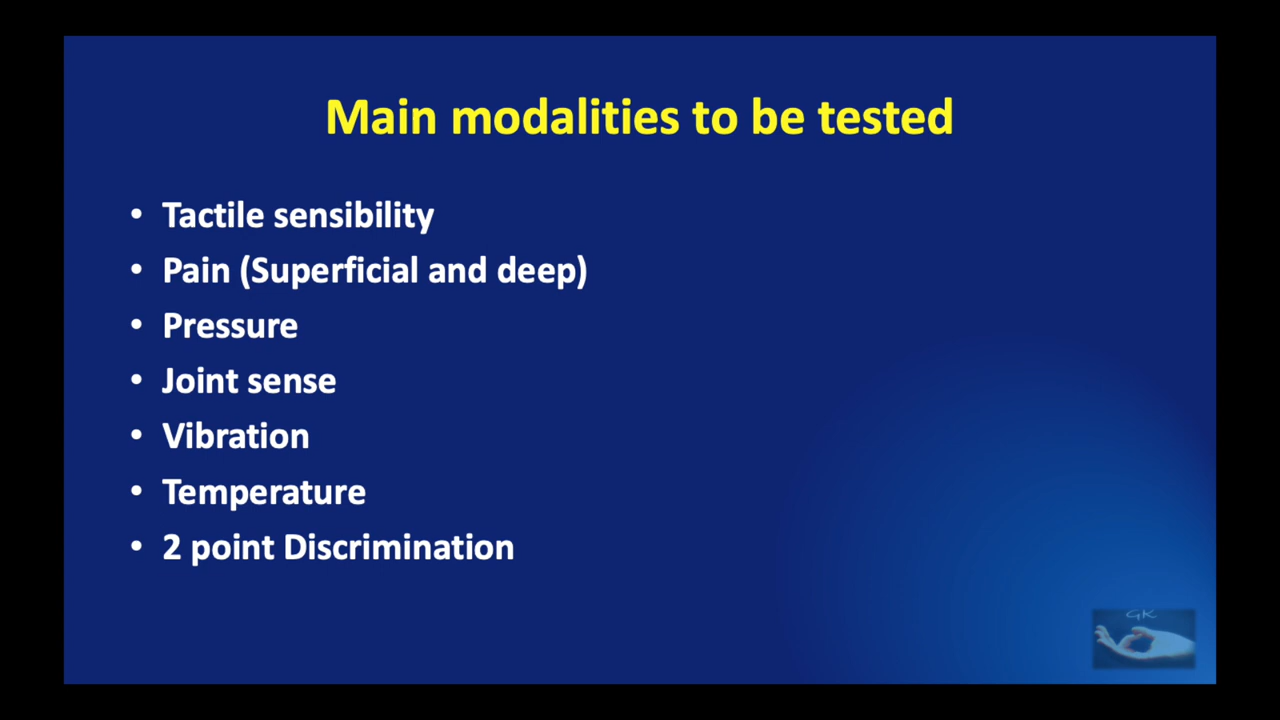 Main modalities to be tested
• Tactile sensibility
• Pain (Superficial and deep)
• Pressure
• Joint sense
• Vibration
• Temperature
• 2 point Discrimination
GK